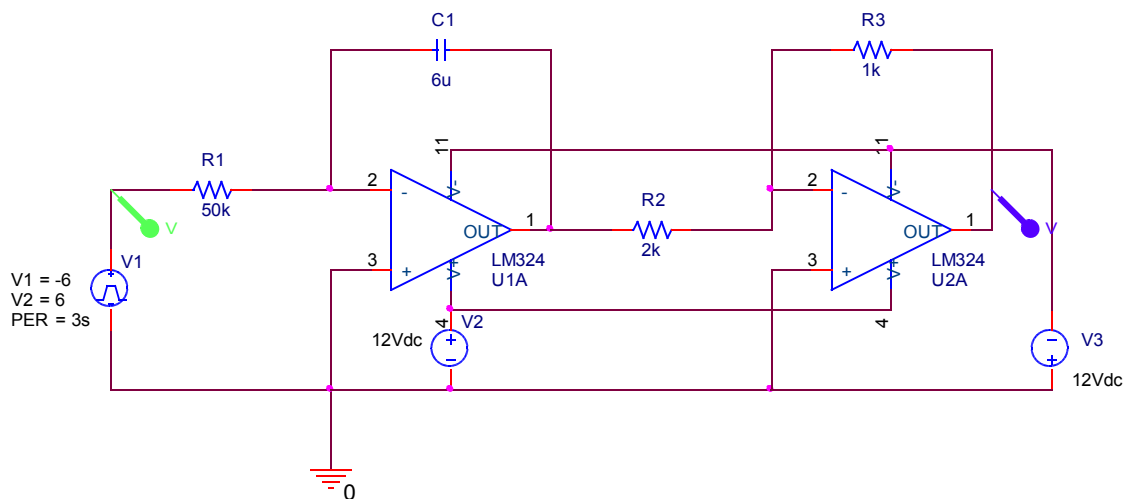 C1
6u
R3
1k
R1
50k
2
-
3
+
11
V-
OUT
1
V+
4
LM324
U1A
R2
2k
2
-
3
+
11
V-
OUT
1
V+
4
LM324
U2A
V
V
V1
V1 = -6
V2 = 6
PER = 3s
+
-
V2
12Vdc
+
-
V3
12Vdc
-
+
0